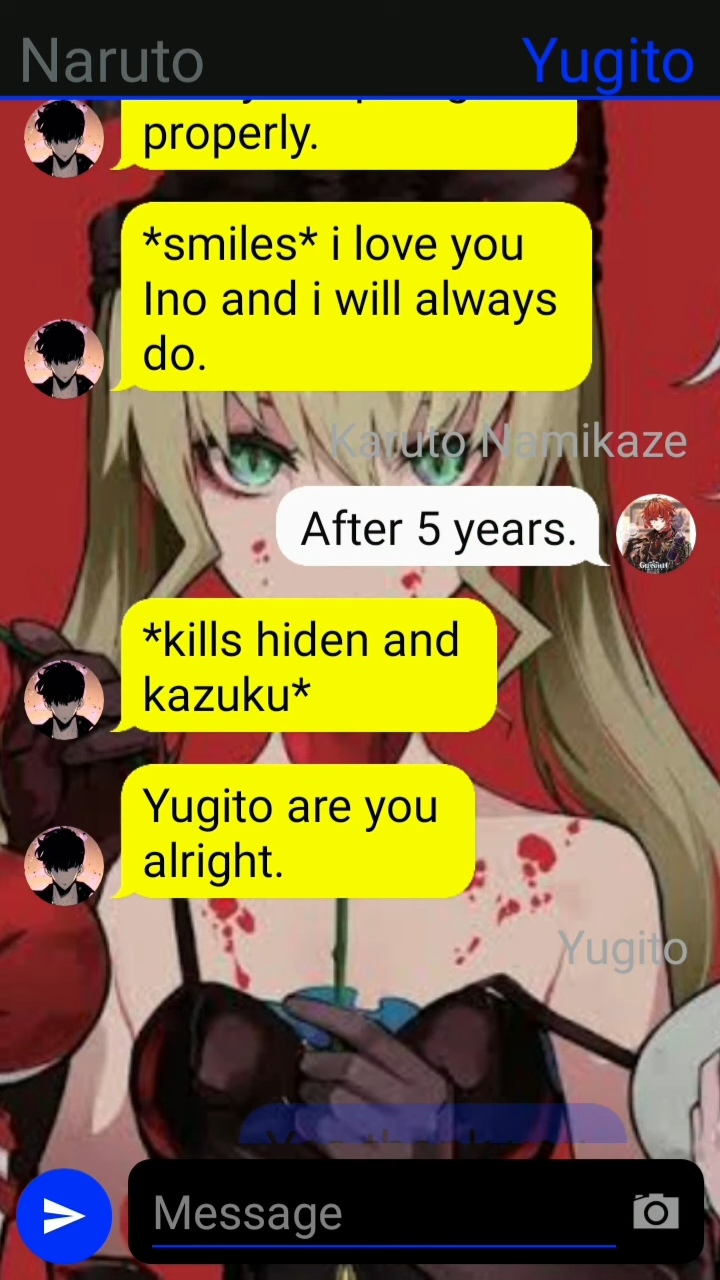 Naruto
Yugito
properly.
*smiles* i love you
Ino and i will always
do.
Karuto Namikaze
After 5 years.
*kills hiden and
kazuku*
Yugito are you
alright.
Yugito
Message